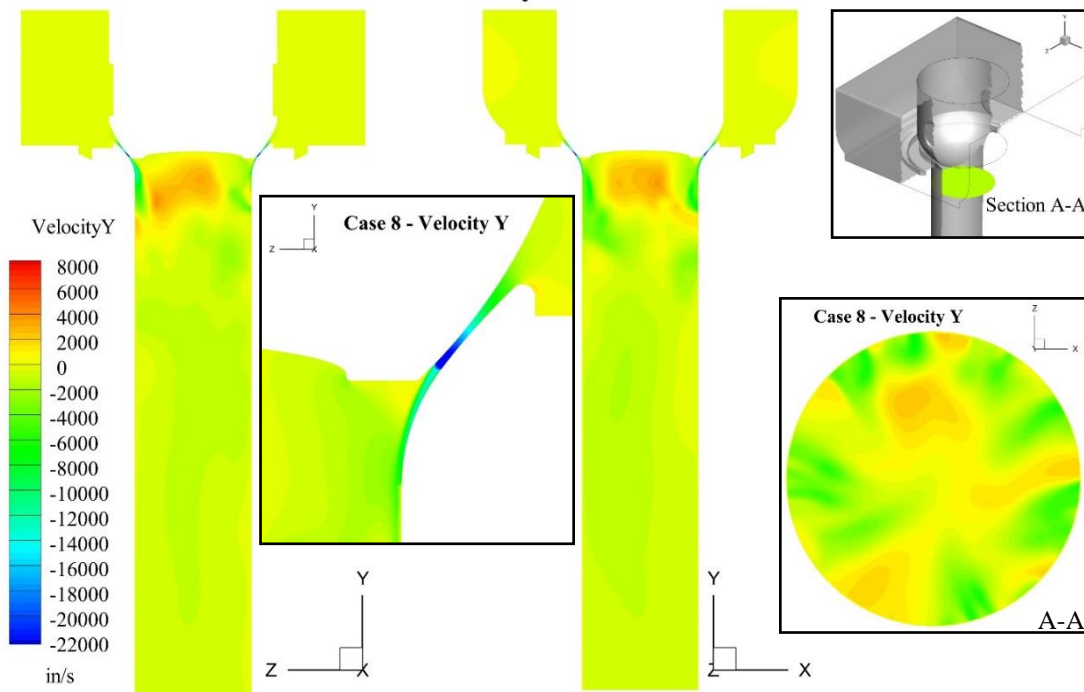 VelocityY
8000
6000
4000
2000
0
-2000
-4000
-6000
-8000
-10000
-12000
-14000
-16000
-18000
-20000
-22000
in/s
Y
Z X
Case 8 - Velocity Y
Y
Z X
Y
Z X
Y
Z
Section A-A
Case 8 - Velocity Y
Z
X
A-A